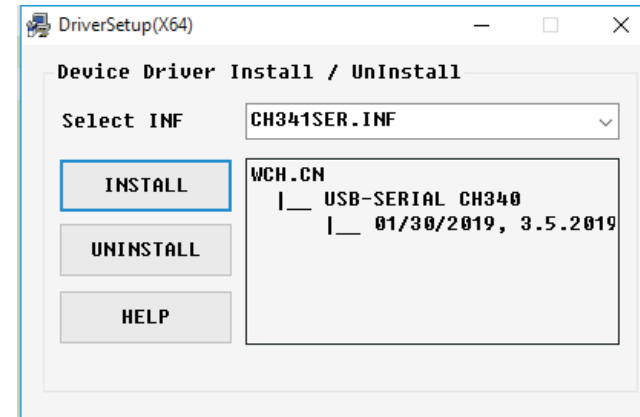 DriverSetup(X64)
Device Driver Install / UnInstall
Select INF
CH341SER.INF
INSTALL
UNINSTALL
HELP
WCH.CN
|__ USB-SERIAL CH340
|__ 01/30/2019, 3.5.2019